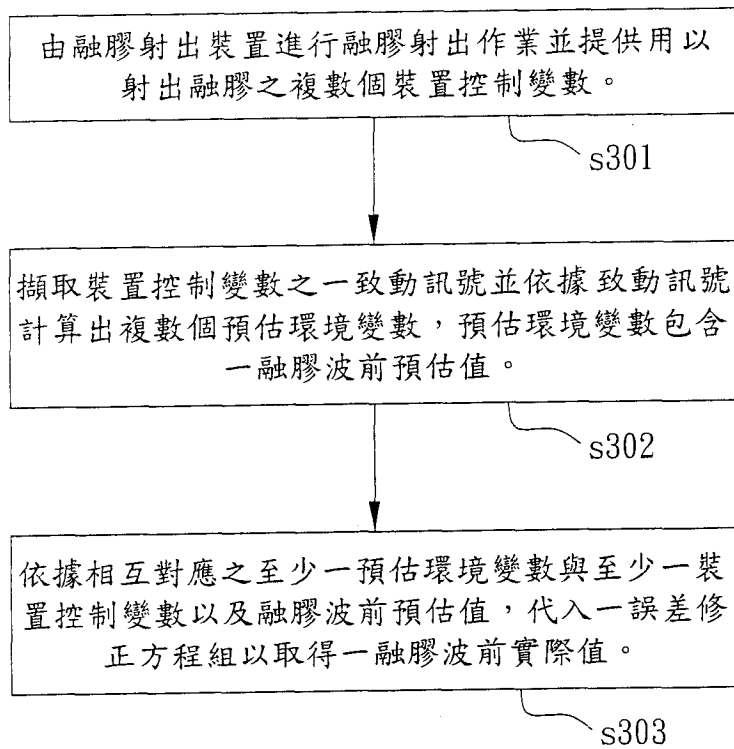 由融膠射出裝置進行融膠射出作業並提供用以
射出融膠之複數個裝置控制變數。
s301
擷取裝置控制變數之一致動訊號並依據致動訊號
計算出複數個預估環境變數，預估環境變數包含
一融膠波前預估值。
s302
依據相互對應之至少一預估環境變數與至少一裝
置控制變數以及融膠波前預估值，代入一誤差修
正方程組以取得一融膠波前實際值。
s303